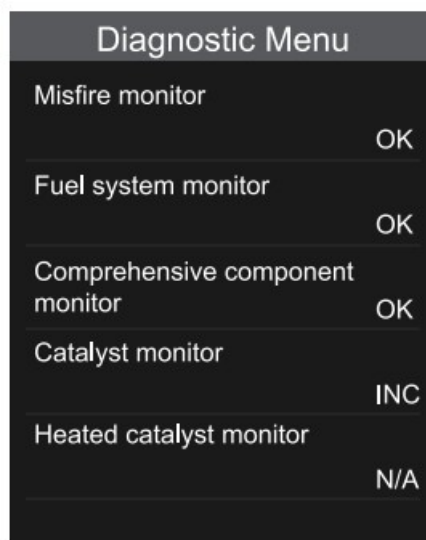 Diagnostic Menu
Misfire monitor
OK
Fuel system monitor
OK
Comprehensive component
monitor
OK
Catalyst monitor
INC
Heated catalyst monitor
N/A